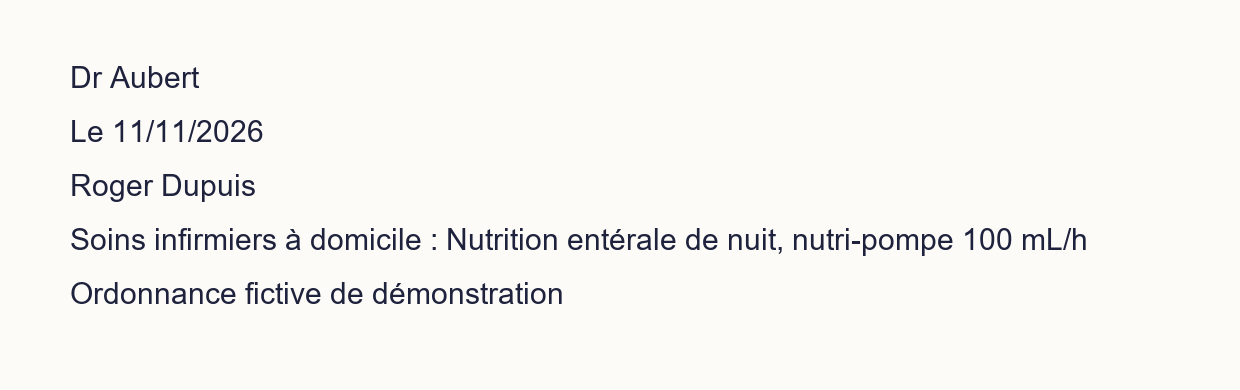 Dr Aubert
Le 11/11/2026
Roger Dupuis
Soins infirmiers à domicile : Nutrition entérale de nuit, nutri-pompe 100 mL/h
Ordonnance fictive de démonstration